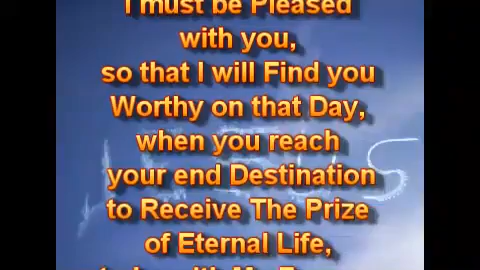 I must be Pleased
with you,
so that I will Find you
Worthy on that Day,
when you reach
your end Destination
to Receive The Prize
of Eternal Life,
JESUS